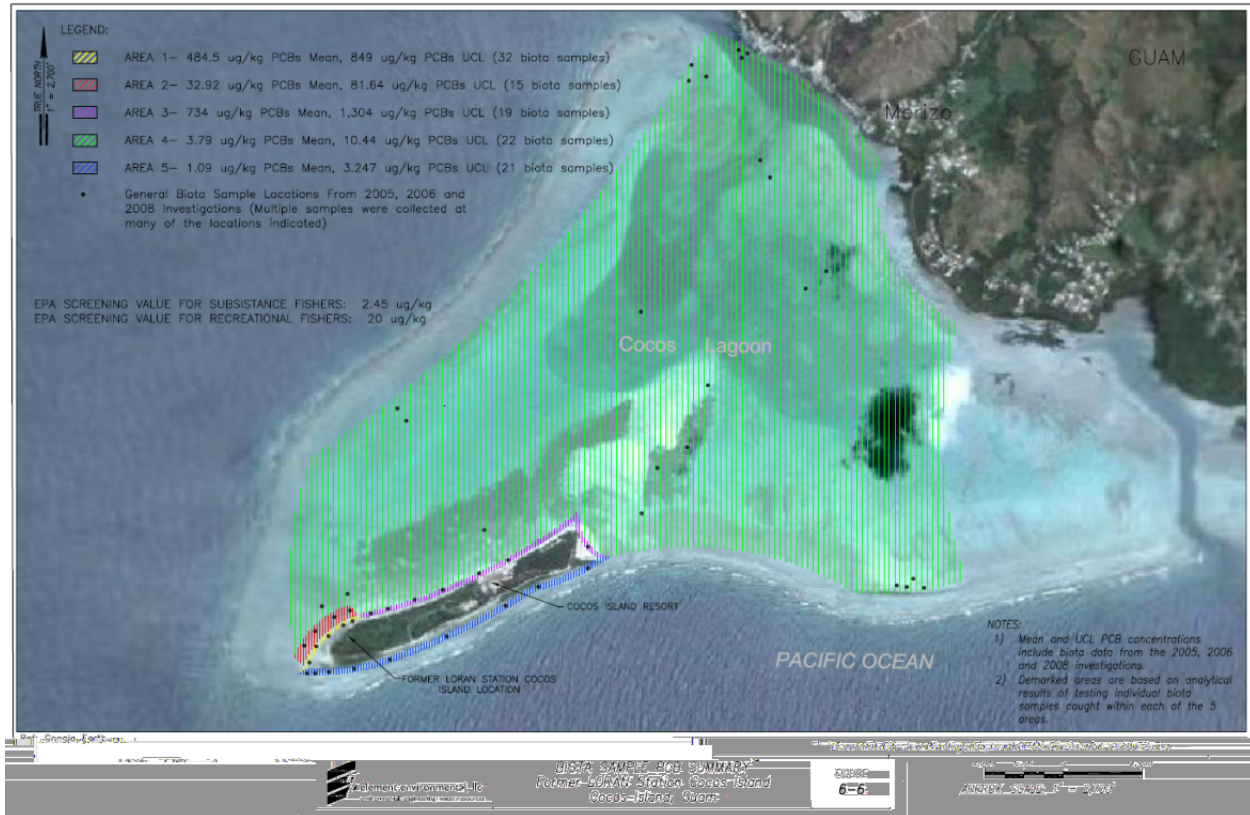 LEGEND:
TRUE NORTH
1" = 2,700'
AREA 1- 484.5 ug/kg PCBs Mean, 849 ug/kg PCBs UCL (32 biota samples)
AREA 2- 32.92 ug/kg PCBs Mean, 81.64 ug/kg PCBs UCL (15 biota samples)
AREA 3- 734 ug/kg PCBs Mean, 1,304 ug/kg PCBs UCL (19 biota samples)
AREA 4- 3.79 ug/kg PCBs Mean, 10.44 ug/kg PCBs UCL (22 biota samples)
AREA 5- 1.09 ug/kg PCBs Mean, 3.247 ug/kg PCBs UCL (21 biota samples)
General Biota Sample Locations From 2005, 2006 and
2008 Investigations (Multiple samples were collected at
many of the locations indicated)
EPA SCREENING VALUE FOR SUBSISTANCE FISHERS: 2.45 ug/kg
EPA SCREENING VALUE FOR RECREATIONAL FISHERS: 20 ug/kg
GUAM
Merizo
Cocos Lagoon
COCOS ISLAND RESORT
FORMER LORAN STATION COCOS
ISLAND LOCATION
PACIFIC OCEAN
NOTES:
1) Mean and UCL PCB concentrations
include biota data from the 2005, 2006
and 2008 investigations.
2) Demarked areas are based on analytical
results of testing individual biota
samples caught within each of the 5
areas.
element environmental, llc
BIOTA SAMPLE PCB SUMMARY
Former LORAN Station Cocos Island
Cocos Island, Guam
FIGURE
6-6